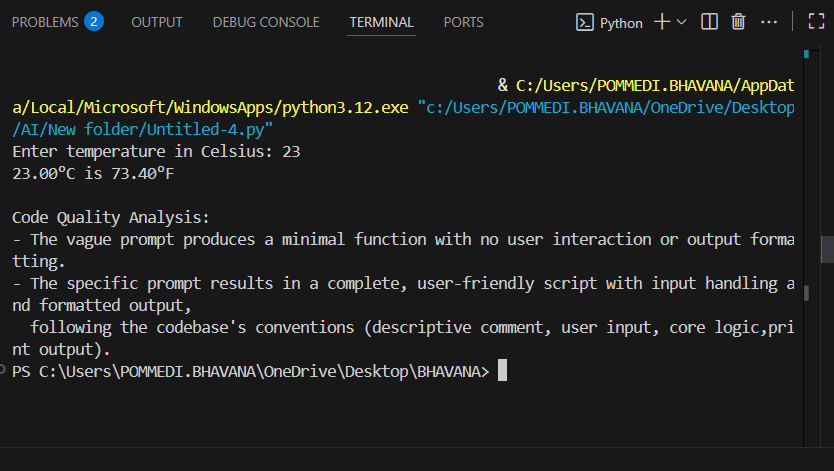 PROBLEMS 2 OUTPUT DEBUG CONSOLE TERMINAL PORTS Python
& C:/Users/POMMEDI.BHAVANA/AppDat
a/Local/Microsoft/WindowsApps/python3.12.exe "c:/Users/POMMEDI.BHAVANA/OneDrive/Desktop
/AI/New folder/Untitled-4.py"
Enter temperature in Celsius: 23
23.00°C is 73.40°F
Code Quality Analysis:
- The vague prompt produces a minimal function with no user interaction or output forma
tting.
- The specific prompt results in a complete, user-friendly script with input handling a
nd formatted output,
following the codebase's conventions (descriptive comment, user input, core logic,pri
nt output).
PS C:\Users\POMMEDI.BHAVANA\OneDrive\Desktop\BHAVANA>